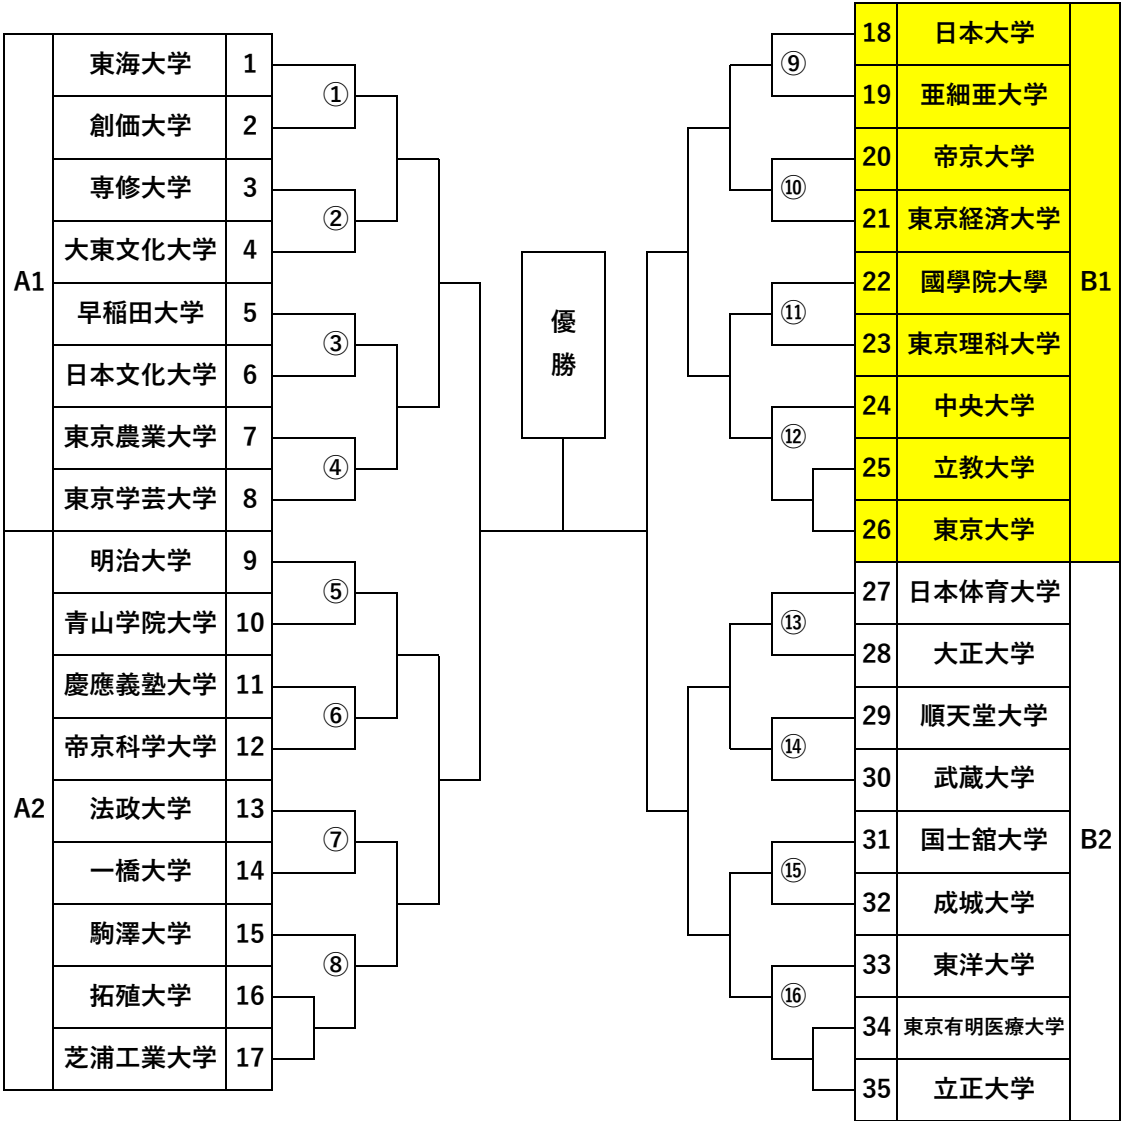 A1
東海大学 1
創価大学 2
専修大学 3
大東文化大学 4
早稲田大学 5
日本文化大学 6
東京農業大学 7
東京学芸大学 8
A2
明治大学 9
青山学院大学 10
慶應義塾大学 11
帝京科学大学 12
法政大学 13
一橋大学 14
駒澤大学 15
拓殖大学 16
芝浦工業大学 17
①
②
③
④
⑤
⑥
⑦
⑧
優
勝
⑨
⑩
⑪
⑫
⑬
⑭
⑮
⑯
18 日本大学
19 亜細亜大学
20 帝京大学
21 東京経済大学
22 國學院大學
23 東京理科大学
24 中央大学
25 立教大学
26 東京大学
B1
27 日本体育大学
28 大正大学
29 順天堂大学
30 武蔵大学
31 国士舘大学
32 成城大学
33 東洋大学
34 東京有明医療大学
35 立正大学
B2